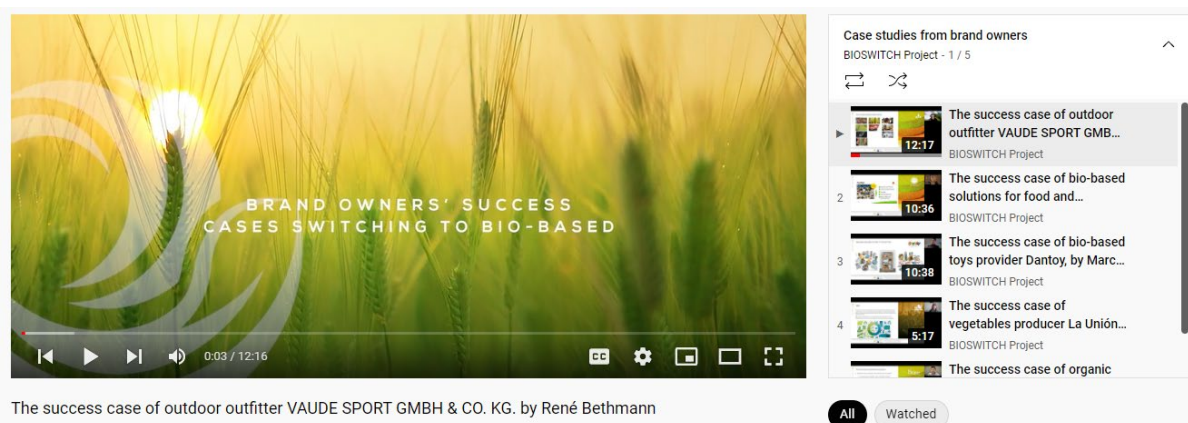 BRAND OWNERS' SUCCESS
CASES SWITCHING TO BIO-BASED
0:03 / 12:16
CC
The success case of outdoor outfitter VAUDE SPORT GMBH & CO. KG. by René Bethmann
Case studies from brand owners
BIOSWITCH Project - 1 / 5
The success case of outdoor
outfitter VAUDE SPORT GMB...
12:17
BIOSWITCH Project
2
The success case of bio-based
solutions for food and...
10:36
BIOSWITCH Project
3
The success case of bio-based
toys provider Dantoy, by Marc...
10:38
BIOSWITCH Project
4
The success case of
vegetables producer La Unión...
5:17
BIOSWITCH Project
The success case of organic
All
Watched